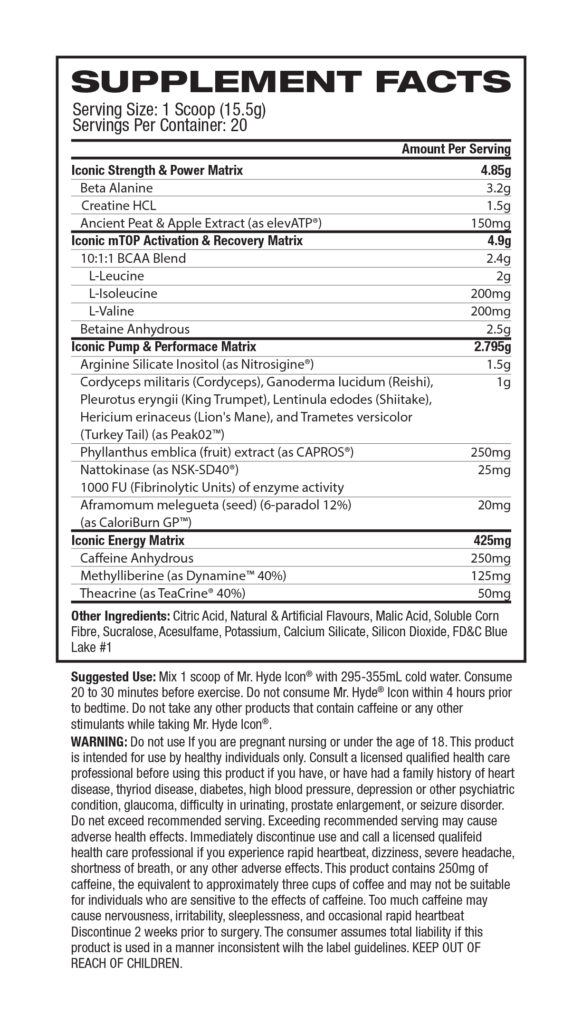 SUPPLEMENT FACTS
Serving Size: 1 Scoop (15.5g)
Servings Per Container: 20
Amount Per Serving
Iconic Strength & Power Matrix 4.85g
Beta Alanine 3.2g
Creatine HCL 1.5g
Ancient Peat & Apple Extract (as elevATP®) 150mg
Iconic mTOP Activation & Recovery Matrix 4.9g
10:1:1 BCAA Blend 2.4g
L-Leucine 2g
L-Isoleucine 200mg
L-Valine 200mg
Betaine Anhydrous 2.5g
Iconic Pump & Performace Matrix 2.795g
Arginine Silicate Inositol (as Nitrosigine®) 1.5g
Cordyceps militaris (Cordyceps), Ganoderma lucidum (Reishi), 1g
Pleurotus eryngii (King Trumpet), Lentinula edodes (Shiitake),
Hericium erinaceus (Lion's Mane), and Trametes versicolor
(Turkey Tail) (as Peak02™)
Phyllanthus emblica (fruit) extract (as CAPROS®) 250mg
Nattokinase (as NSK-SD40®) 25mg
1000 FU (Fibrinolytic Units) of enzyme activity
Aframomum melegueta (seed) (6-paradol 12%) 20mg
(as CaloriBurn GP™)
Iconic Energy Matrix 425mg
Caffeine Anhydrous 250mg
Methylliberine (as Dynamine™ 40%) 125mg
Theacrine (as TeaCrine® 40%) 50mg
Other Ingredients: Citric Acid, Natural & Artificial Flavours, Malic Acid, Soluble Corn
Fibre, Sucralose, Acesulfame, Potassium, Calcium Silicate, Silicon Dioxide, FD&C Blue
Lake #1
Suggested Use: Mix 1 scoop of Mr. Hyde Icon® with 295-355mL cold water. Consume
20 to 30 minutes before exercise. Do not consume Mr. Hyde® Icon within 4 hours prior
to bedtime. Do not take any other products that contain caffeine or any other
stimulants while taking Mr. Hyde Icon®.
WARNING: Do not use If you are pregnant nursing or under the age of 18. This product
is intended for use by healthy individuals only. Consult a licensed qualified health care
professional before using this product if you have, or have had a family history of heart
disease, thyriod disease, diabetes, high blood pressure, depression or other psychiatric
condition, glaucoma, difficulty in urinating, prostate enlargement, or seizure disorder.
Do net exceed recommended serving. Exceeding recommended serving may cause
adverse health effects. Immediately discontinue use and call a licensed qualifeid
health care professional if you experience rapid heartbeat, dizziness, severe headache,
shortness of breath, or any other adverse effects. This product contains 250mg of
caffeine, the equivalent to approximately three cups of coffee and may not be suitable
for individuals who are sensitive to the effects of caffeine. Too much caffeine may
cause nervousness, irritability, sleeplessness, and occasional rapid heartbeat
Discontinue 2 weeks prior to surgery. The consumer assumes total liability if this
product is used in a manner inconsistent wilh the label guidelines. KEEP OUT OF
REACH OF CHILDREN.